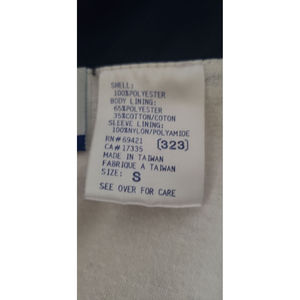 SHELL:
100%POLYESTER
BODY LINING:
65%POLYESTER
35%COTTON/COTON
SLEEVE LINING:
100%NYLON/POLYAMIDE
RN# 69421 (323)
CA# 17335
MADE IN TAIWAN
FABRIQUE A TAIWAN
SIZE: S
SEE OVER FOR CARE